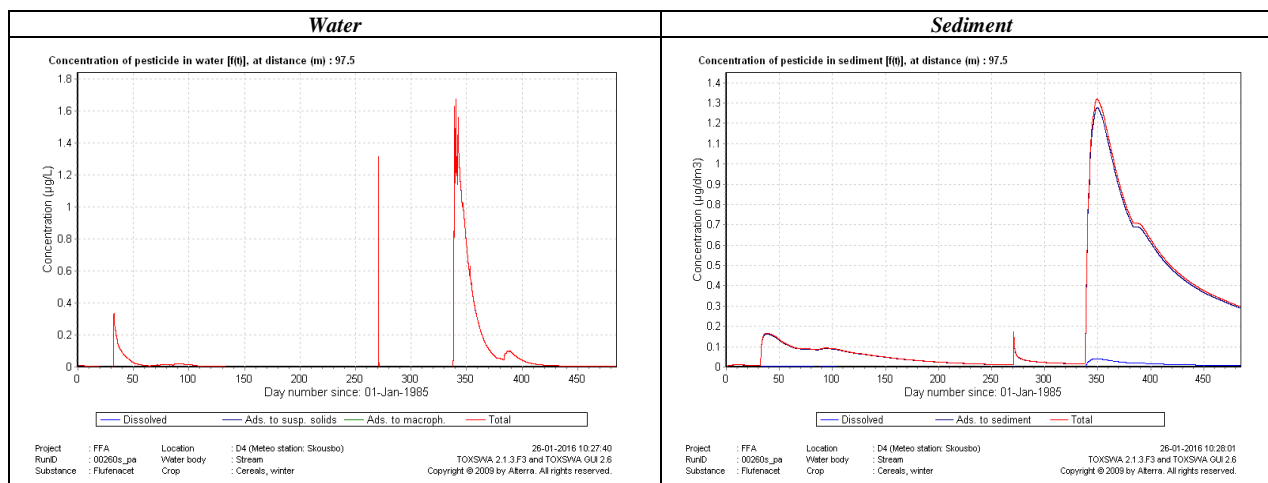 Water
Sediment
Concentration of pesticide in water [f(t)], at distance (m) : 97.5
1.8
1.6
1.4
1.2
1
0.8
0.6
0.4
0.2
0
Concentration (µg/L)
0 50 100 150 200 250 300 350 400 450
Day number since: 01-Jan-1985
Dissolved Ads. to susp. solids Ads. to macroph. Total
Project : FFA Location : D4 (Meteo station: Skousbo) 26-01-2016 10:27:40
RunID : 00260s_pa Water body : Stream TOXSWA 2.1.3.F3 and TOXSWA GUI 2.6
Substance : Flufenacet Crop : Cereals, winter Copyright © 2009 by Alterra. All rights reserved.
Concentration of pesticide in sediment [f(t)], at distance (m) : 97.5
1.4
1.3
1.2
1.1
1
0.9
0.8
0.7
0.6
0.5
0.4
0.3
0.2
0.1
0
Concentration (µg/dm3)
0 50 100 150 200 250 300 350 400 450
Day number since: 01-Jan-1985
Dissolved Ads. to sediment Total
Project : FFA Location : D4 (Meteo station: Skousbo) 26-01-2016 10:28:01
RunID : 00260s_pa Water body : Stream TOXSWA 2.1.3.F3 and TOXSWA GUI 2.6
Substance : Flufenacet Crop : Cereals, winter Copyright © 2009 by Alterra. All rights reserved.